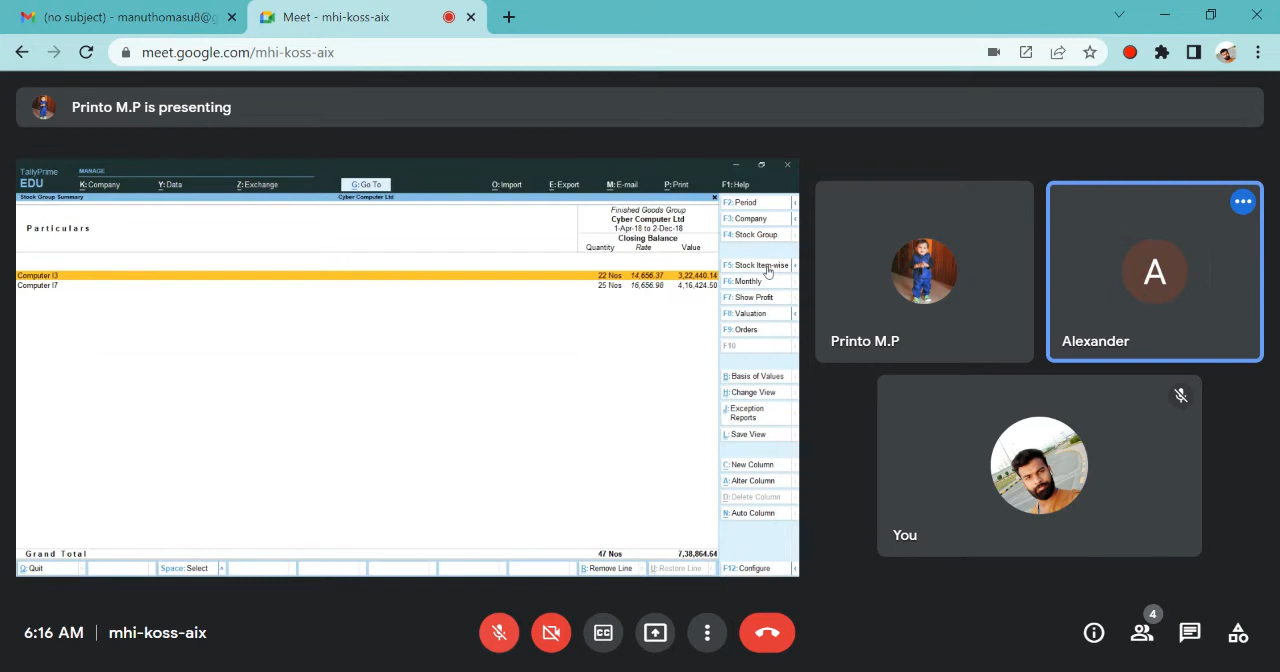 (no subject) - manuthomasu8@g
Meet - mhi-koss-aix
meet.google.com/mhi-koss-aix
Printo M.P is presenting
TallyPrime
EDU
MANAGE
K:Company
Y:Data
Z:Exchange
G:Go To
O:Import
E:Export
M:E-mail
P:Print
F1:Help
Stock Group Summary
Cyber Computer Ltd.
Particulars
Finished Goods Group
Cyber Computer Ltd
1-Apr-18 to 2-Dec-18
Closing Balance
Quantity Rate Value
Computer I3 22 Nos 14,656.37 3,22,440.14
Computer I7 25 Nos 16,656.98 4,16,424.50
Grand Total 47 Nos 7,38,864.64
F2:Period
F3:Company
F4:Stock Group
F5:Stock Item-wise
F6:Monthly
F7:Show Profit
F8:Valuation
F9:Orders
F10
B:Basis of Values
H:Change View
J:Exception
Reports
L:Save View
C:New Column
A:Alter Column
D:Delete Column
N:Auto Column
Q:Quit
Space:Select
R:Remove Line
U:Restore Line
F12:Configure
Printo M.P
A
Alexander
You
6:16 AM | mhi-koss-aix
CC
4